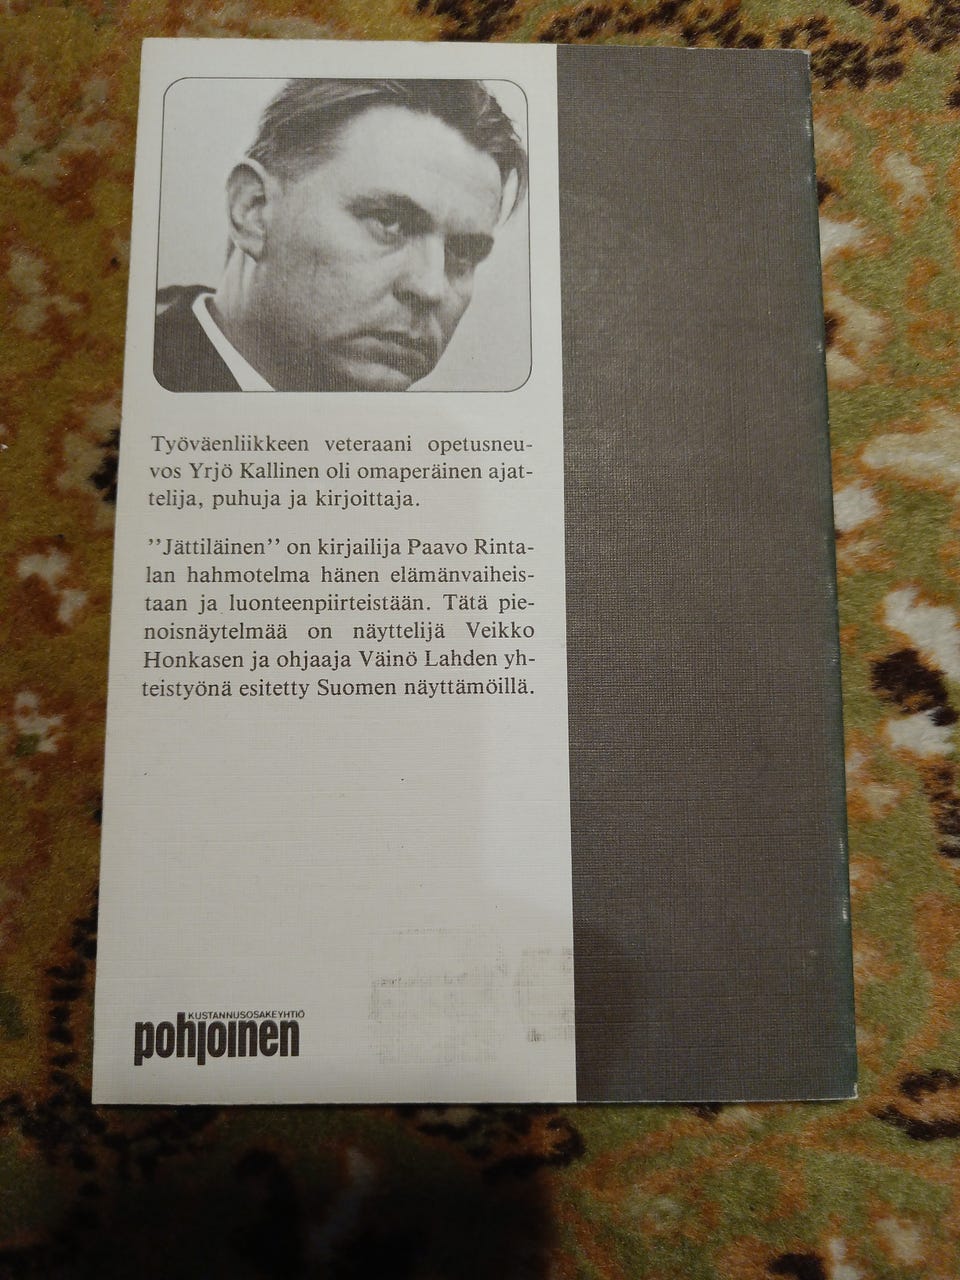 Työväenliikkeen veteraani opetusneu-
vos Yrjö Kallinen oli omaperäinen ajat-
telija, puhuja ja kirjoittaja.
’’Jättiläinen’’ on kirjailija Paavo Rinta-
lan hahmotelma hänen elämänvaiheis-
taan ja luonteenpiirteistään. Tätä pie-
noisnäytelmää on näyttelijä Veikko
Honkasen ja ohjaaja Väinö Lahden yh-
teistyönä esitetty Suomen näyttämöillä.
KUSTANNUSOSAKEYHTIÖ
pohjoinen